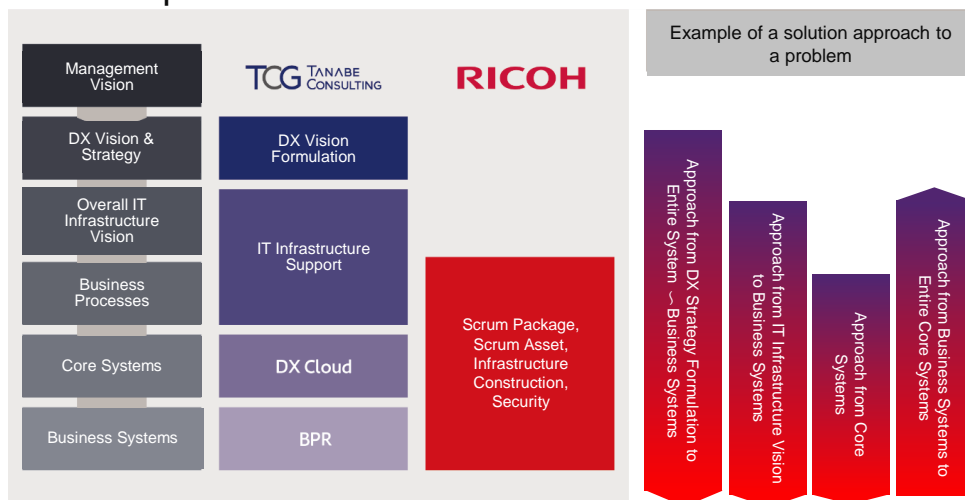 Management
Vision
TCG TANABE
CONSULTING
RICOH
DX Vision &
Strategy
DX Vision
Formulation
Overall IT
Infrastructure
Vision
IT Infrastructure
Support
Business
Processes
Scrum Package,
Scrum Asset,
Infrastructure
Construction,
Security
Core Systems
DX Cloud
Business Systems
BPR
Example of a solution approach to
a problem
Approach from DX Strategy Formulation to
Entire System ～Business Systems
Approach from IT Infrastructure Vision
to Business Systems
Approach from Core
Systems
Approach from Business Systems to
Entire Core Systems